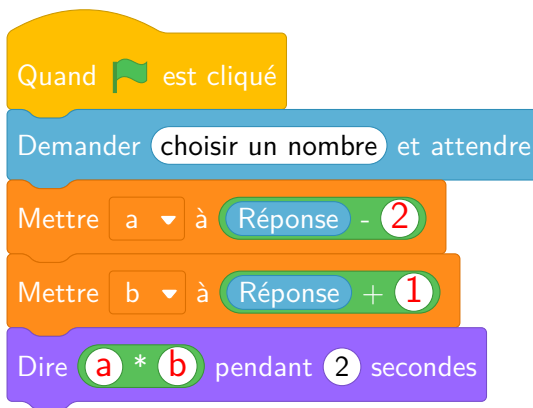 Quand est cliqué
Demander choisir un nombre et attendre
Mettre a à Réponse - 2
Mettre b à Réponse + 1
Dire a * b pendant 2 secondes